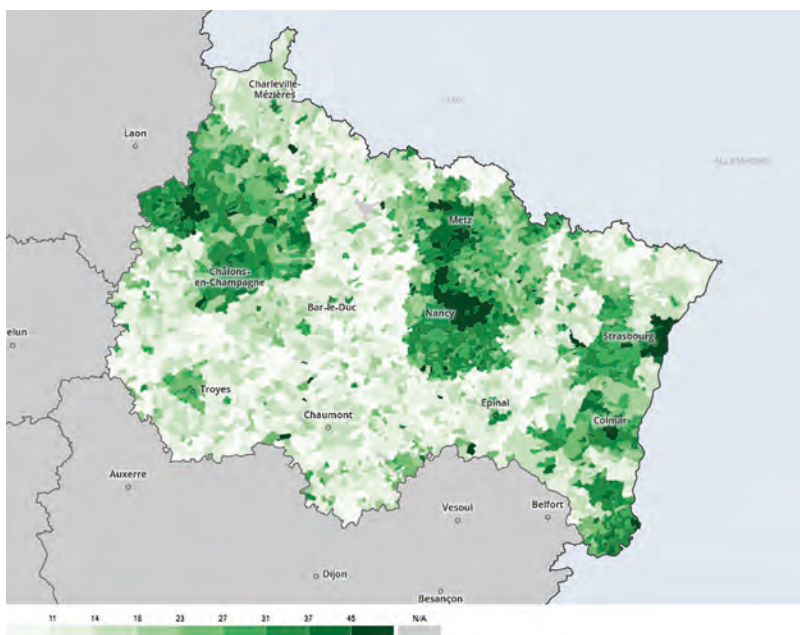 Charleville-
Mézières
Laon
ALLEMAGNE
Metz
Châlons-
en-Champagne
Bar-le-Duc
Nancy
Strasbourg
elun
Troyes
Epinal
Chaumont
Colmar
Auxerre
Vesoul
Belfort
Dijon
Besançon
11 14 18 23 27 31 37 45 N/A